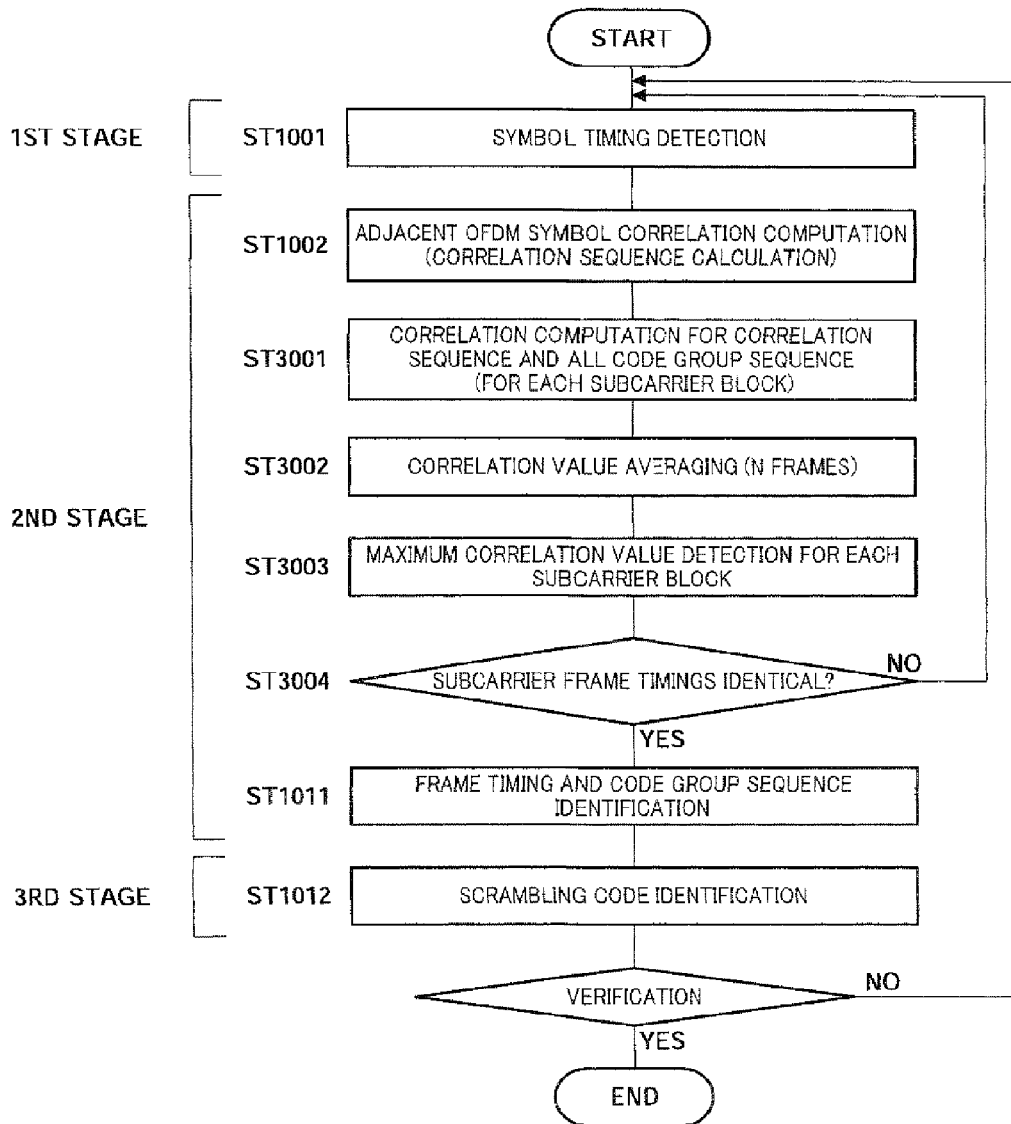 START
1ST STAGE
ST1001
SYMBOL TIMING DETECTION
ST1002
ADJACENT OFDM SYMBOL CORRELATION COMPUTATION
(CORRELATION SEQUENCE CALCULATION)
ST3001
CORRELATION COMPUTATION FOR CORRELATION
SEQUENCE AND ALL CODE GROUP SEQUENCE
(FOR EACH SUBCARRIER BLOCK)
ST3002
CORRELATION VALUE AVERAGING (N FRAMES)
2ND STAGE
ST3003
MAXIMUM CORRELATION VALUE DETECTION FOR EACH
SUBCARRIER BLOCK
ST3004
SUBCARRIER FRAME TIMINGS IDENTICAL?
NO
YES
ST1011
FRAME TIMING AND CODE GROUP SEQUENCE
IDENTIFICATION
3RD STAGE
ST1012
SCRAMBLING CODE IDENTIFICATION
VERIFICATION
NO
YES
END